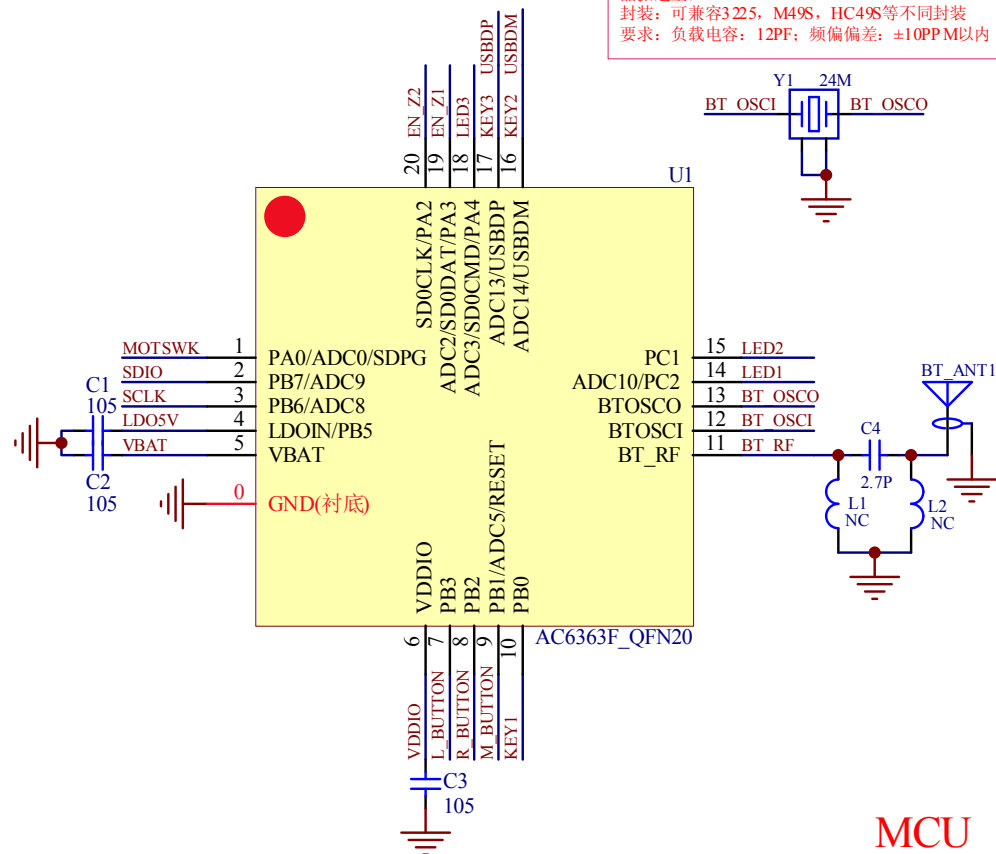 封装：可兼容3225，M49S，HC49S等不同封装
要求：负载电容：12PF；频偏偏差：±10PPM以内
Y1 24M
BT_OSCI BT_OSCO
EN_Z2
EN_Z1
LED3
KEY3 USBDP
KEY2 USBDM
20
19
18
17
16
U1
SD0CLK/PA2
ADC2/SD0DAT/PA3
ADC3/SD0CMD/PA4
ADC13/USBDP
ADC14/USBDM
MOTSWK 1 PA0/ADC0/SDPG
SDIO 2 PB7/ADC9
SCLK 3 PB6/ADC8
LDO5V 4 LDOIN/PB5
VBAT 5 VBAT
0 GND(衬底)
C1
105
C2
105
PC1 15 LED2
ADC10/PC2 14 LED1
BTOSCO 13 BT_OSCO
BTOSCI 12 BT_OSCI
BT_RF 11 BT_RF
BT_ANT1
C4
2.7P
L1
NC
L2
NC
VDDIO
PB3
PB2
PB1/ADC5/RESET
PB0
AC6363F_QFN20
6
7
8
9
10
VDDIO
L_BUTTON
R_BUTTON
M_BUTTON
KEY1
C3
105
MCU